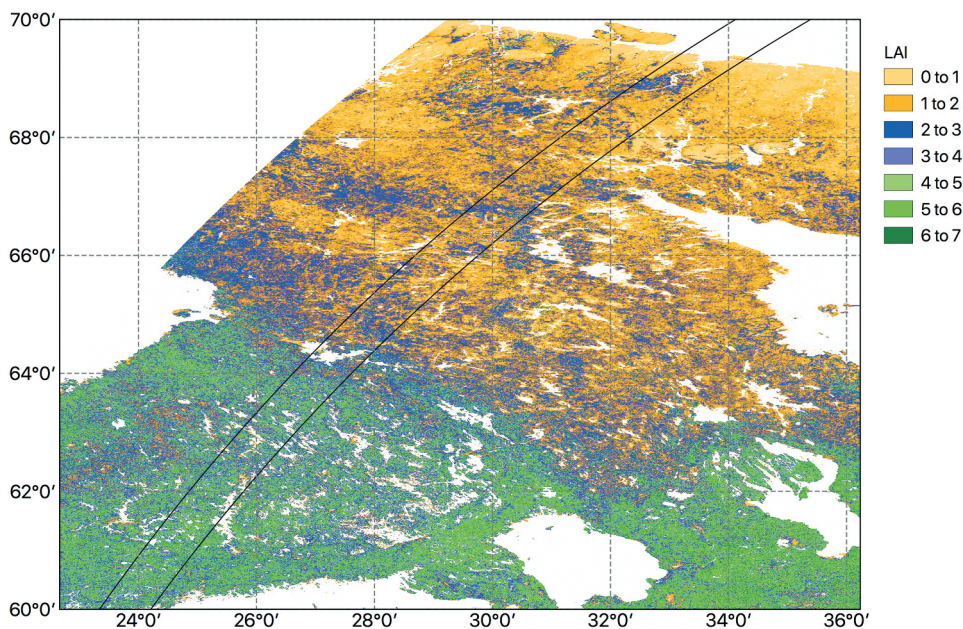 70°0′
68°0′
66°0′
64°0′
62°0′
60°0′
24°0′
26°0′
28°0′
30°0′
32°0′
34°0′
36°0′
LAI
0 to 1
1 to 2
2 to 3
3 to 4
4 to 5
5 to 6
6 to 7